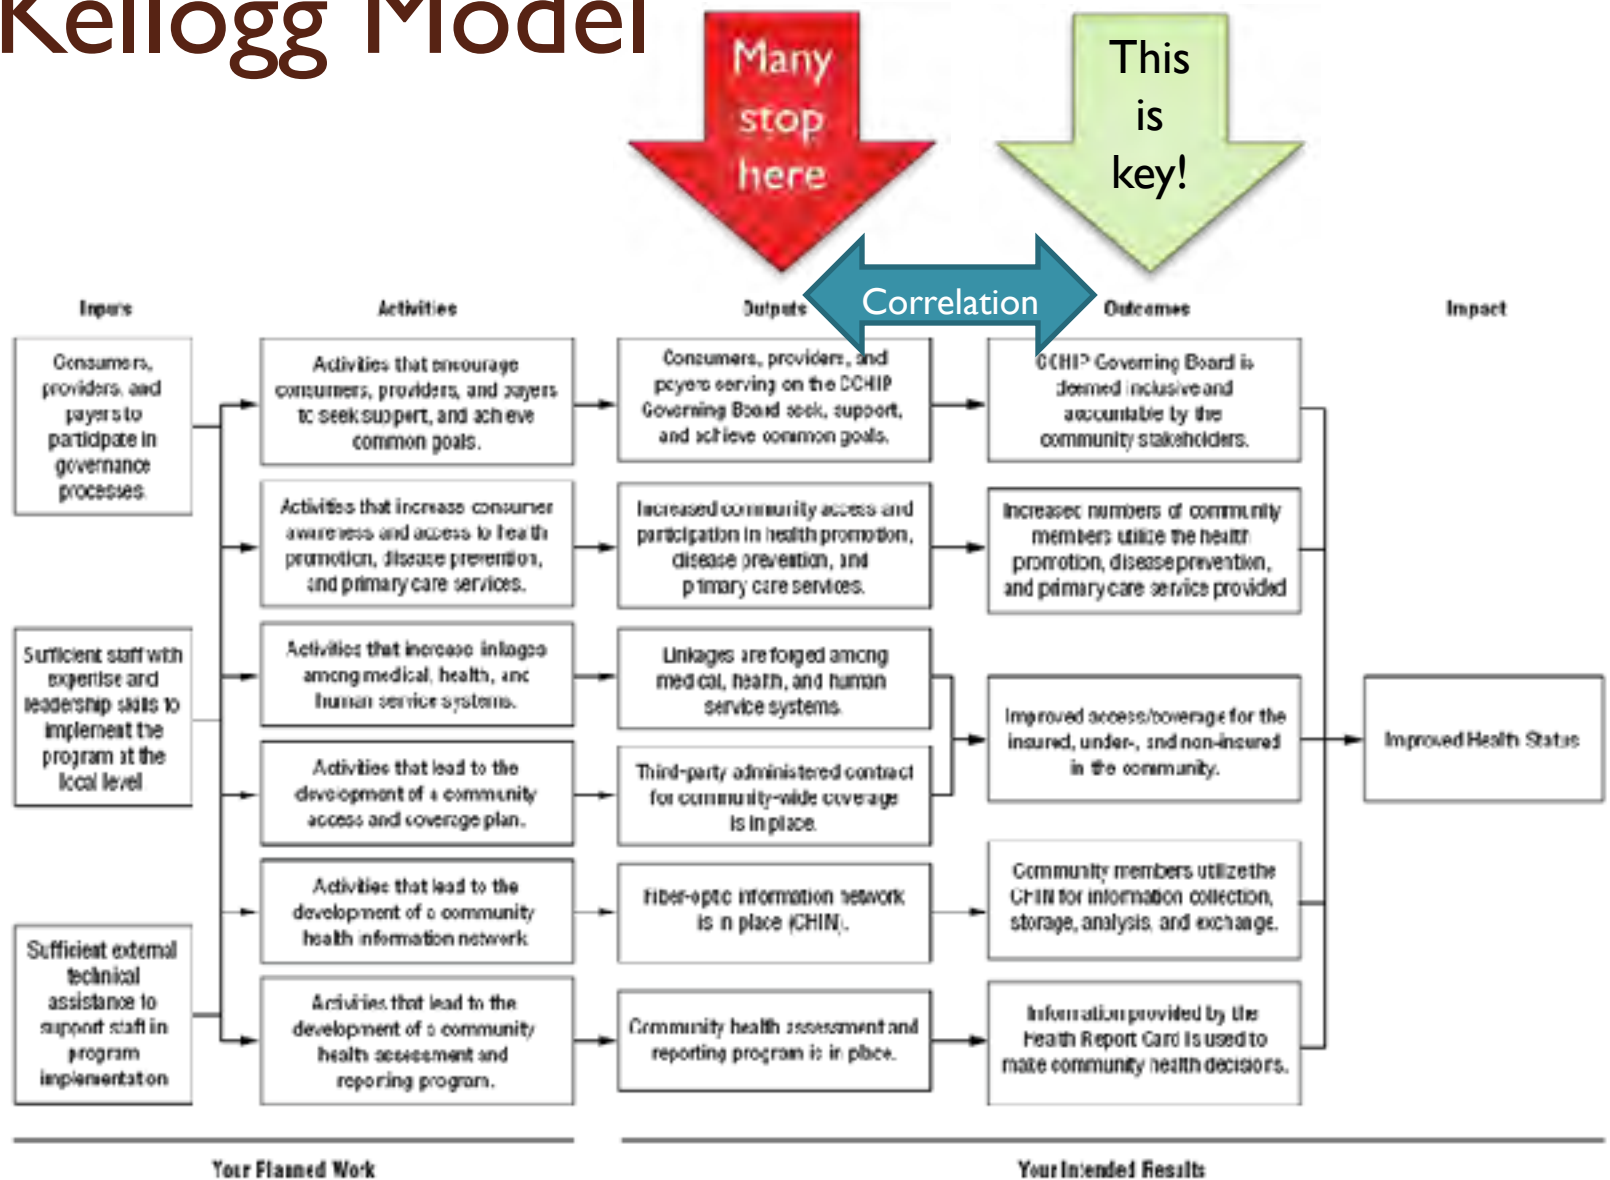 Kellogg Model
Many
stop
here
This
is
key!
Correlation
Inputs
Activities
Outputs
Outcomes
Impact
Consumers,
providers, and
payers to
participate in
governance
processes.
Sufficient staff with
expertise and
leadership skills to
implement the
program at the
local level
Sufficient external
technical
assistance to
support staff in
program
implementation
Activities that encourage
consumers, providers, and payers
to seek support, and achieve
common goals.
Activities that increase consumer
awareness and access to health
promotion, disease prevention,
and primary care services.
Activities that increase linkages
among medical, health, and
human service systems.
Activities that lead to the
development of a community
access and coverage plan.
Activities that lead to the
development of a community
health information network
Activities that lead to the
development of a community
health assessment and
reporting program.
Consumers, providers, and
payers serving on the CCHIP
Governing Board seek, support,
and achieve common goals.
Increased community access and
participation in health promotion,
disease prevention, and
primary care services.
Linkages are forged among
medical, health, and human
service systems.
Third-party administered contract
for community-wide coverage
is in place.
Fiber-optic information network
is in place (CHIN).
Community health assessment and
reporting program is in place.
CCHIP Governing Board is
deemed inclusive and
accountable by the
community stakeholders.
Increased numbers of community
members utilize the health
promotion, disease prevention,
and primary care service provided
Improved access/coverage for the
insured, under-, and non-insured
in the community.
Community members utilize the
CHIN for information collection,
storage, analysis, and exchange.
Information provided by the
Health Report Card is used to
make community health decisions.
Improved Health Status
Your Planned Work
Your Intended Results